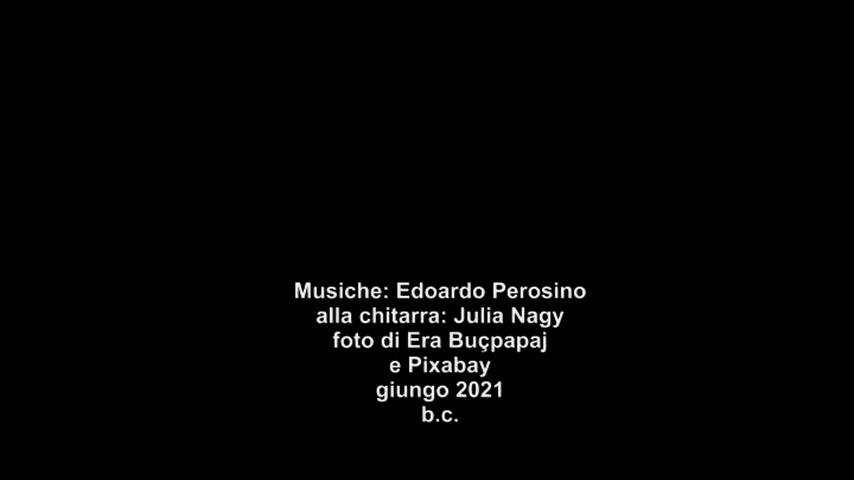 Musiche: Edoardo Perosino
alla chitarra: Julia Nagy
foto di Era Buçpapaj
e Pixabay
giungo 2021
b.c.